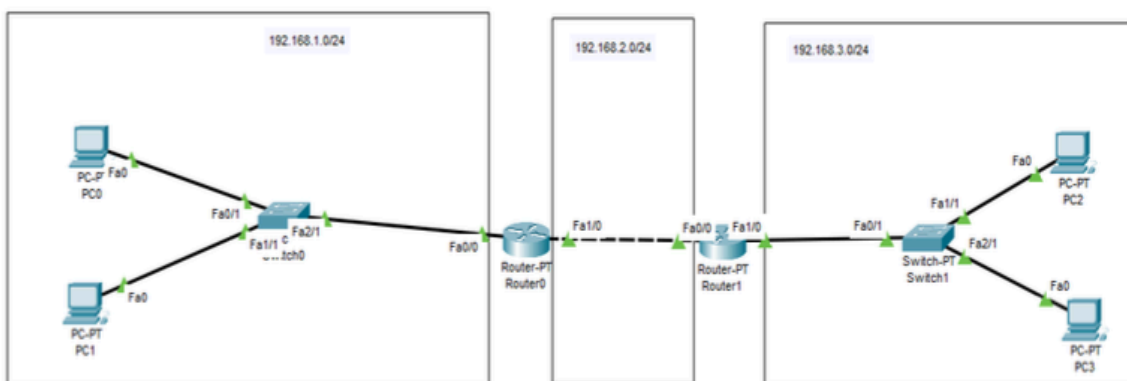 192.168.1.0/24
192.168.2.0/24
192.168.3.0/24
Fa0
PC0
Fa0/1
Fa2/1
Fa1/1
Fa0
PC-PT
PC1
Fa0/0
Router-PT
Router0
Fa1/0
Fa0/0
Fa1/0
Router-PT
Router1
Fa0/1
Fa1/1
Fa2/1
Switch-PT
Switch1
Fa0
PC-PT
PC2
Fa0
PC-PT
PC3